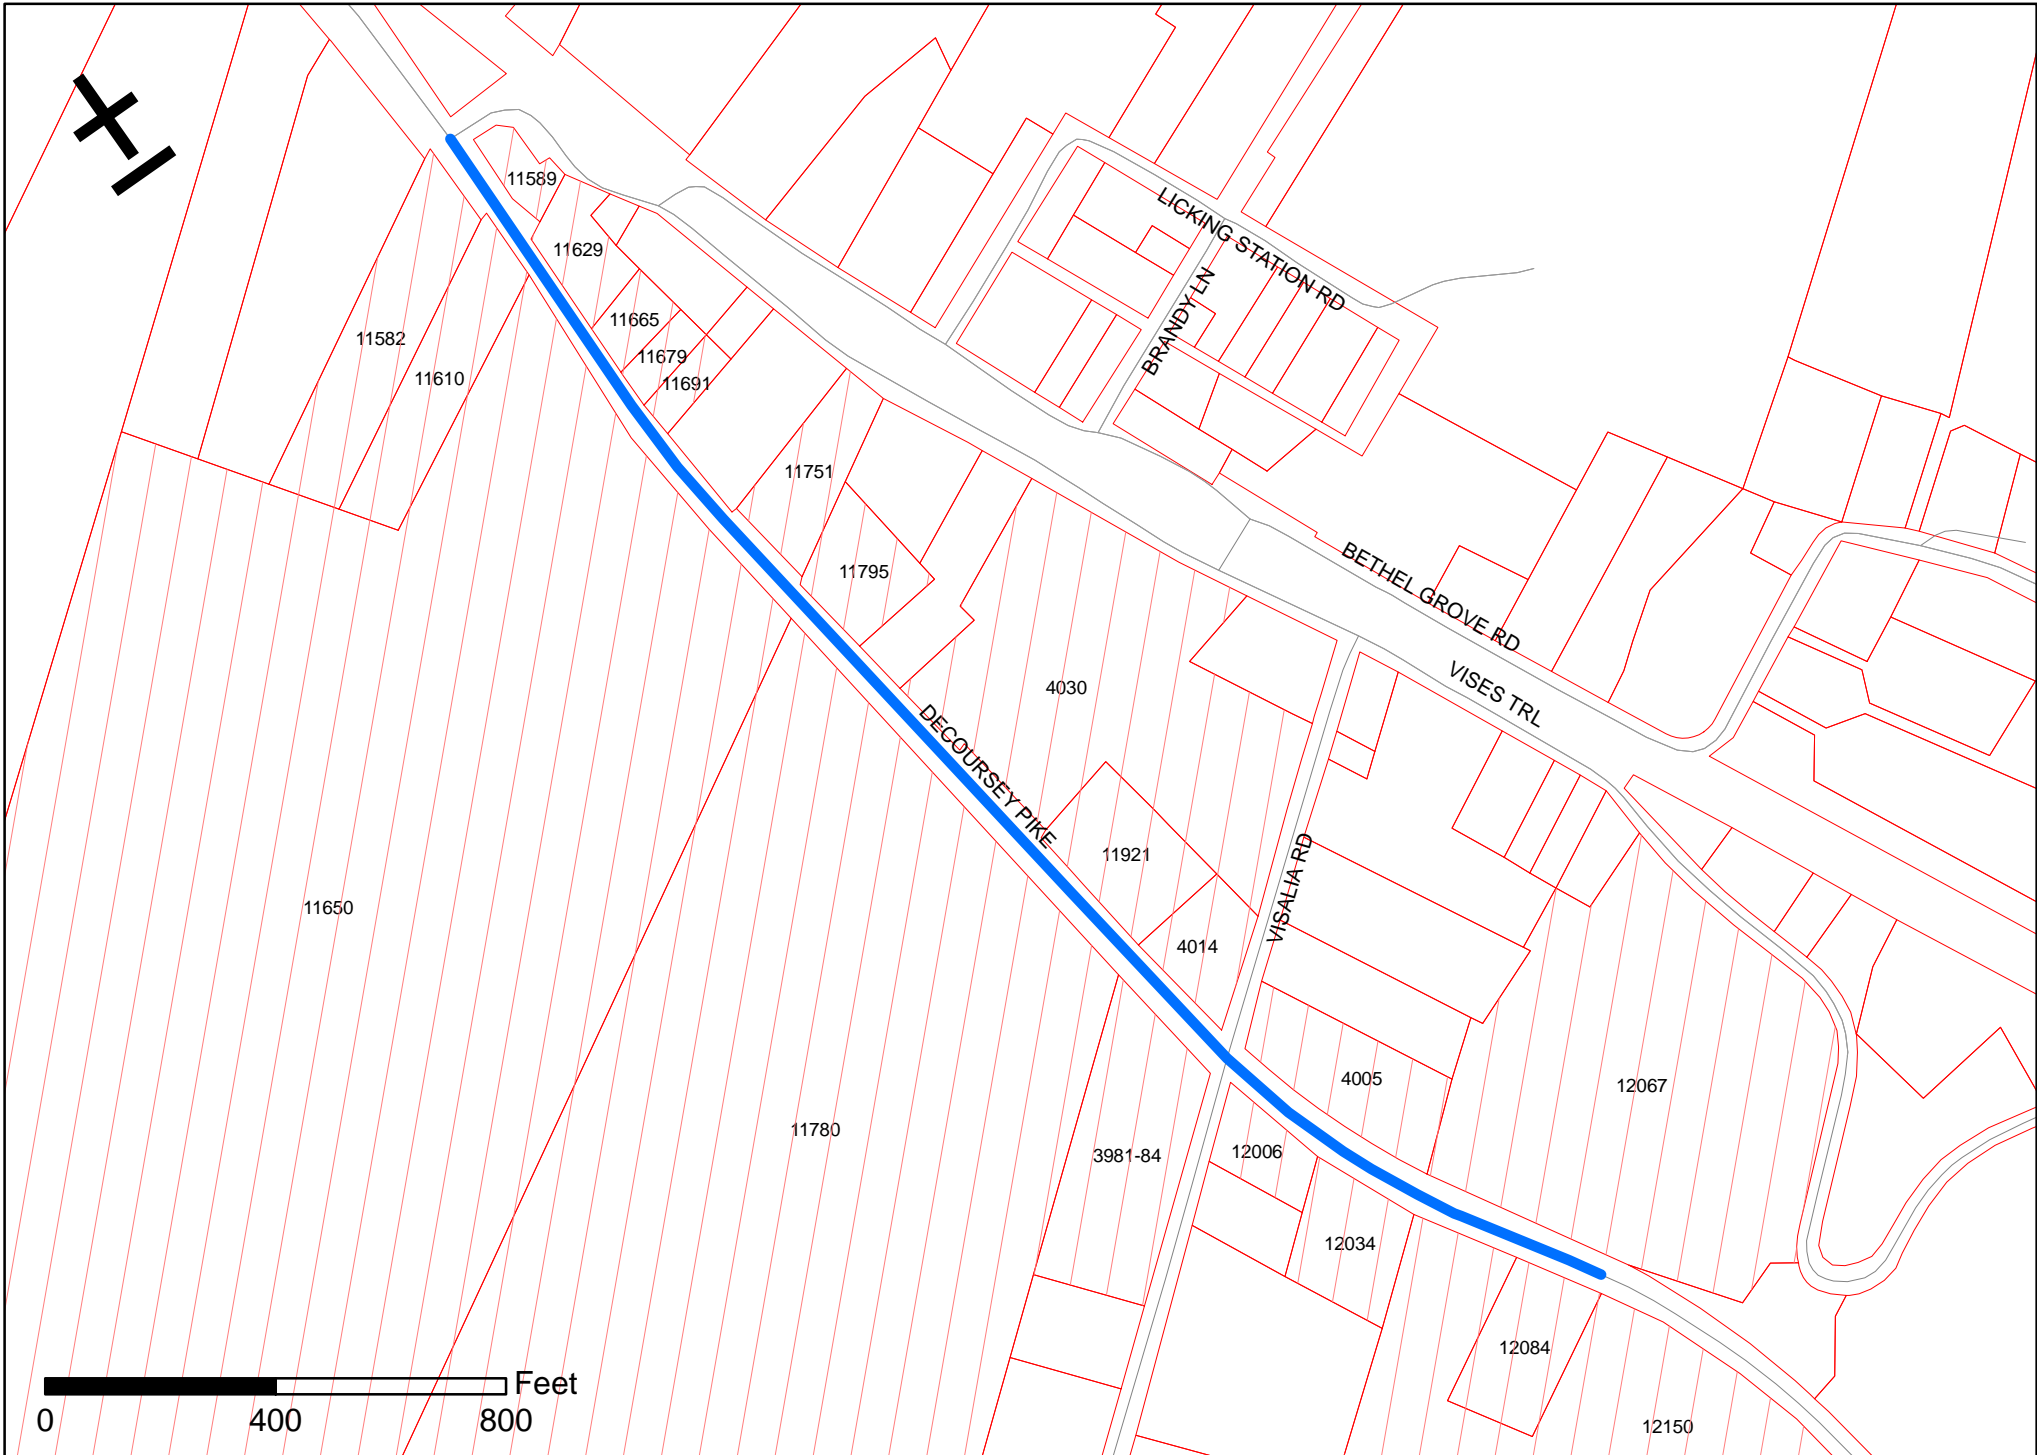 11589
LICKING STATION RD
11629
BRANDY LN
11665
11582
11679
11610
11691
11751
11795
BETHEL GROVE RD
4030
VISES TRL
DECOURSEY PIKE
11921
VISALIA RD
11650
4014
4005
12067
11780
3981-84
12006
12034
12084
Feet
0 400 800
12150